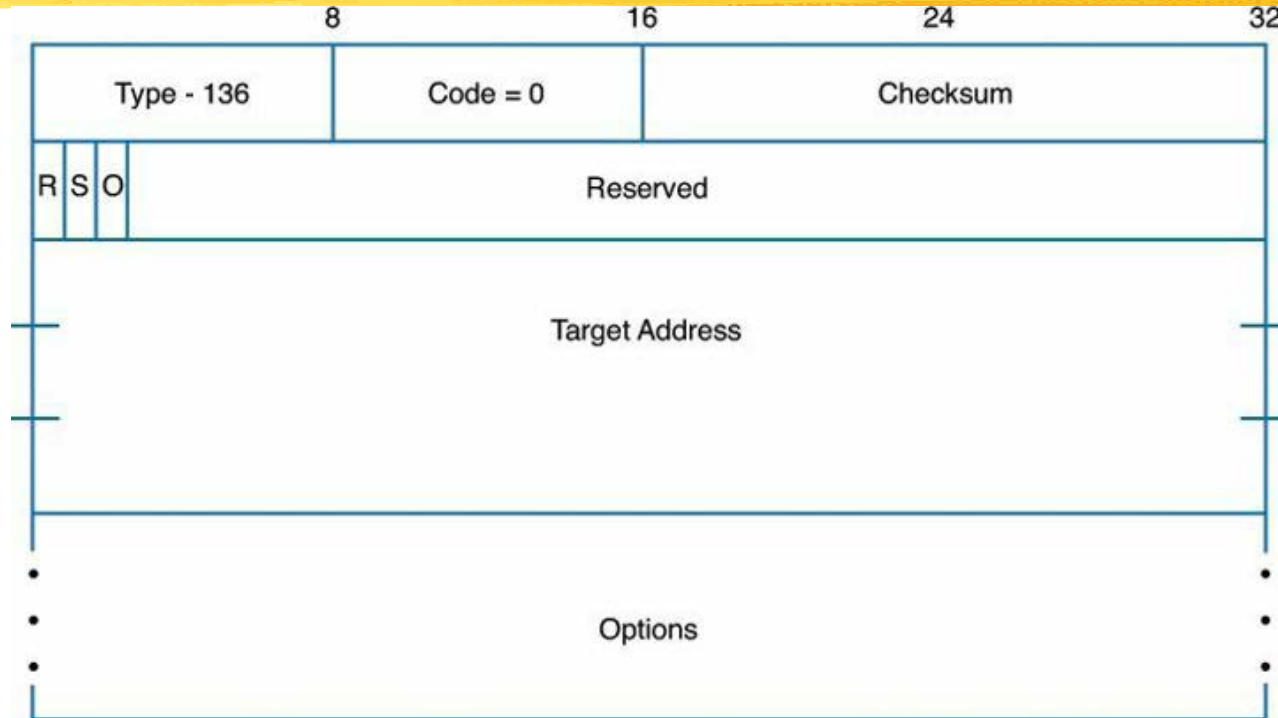 8 16 24 32
Type - 136 Code = 0 Checksum
R S O Reserved
Target Address
Options